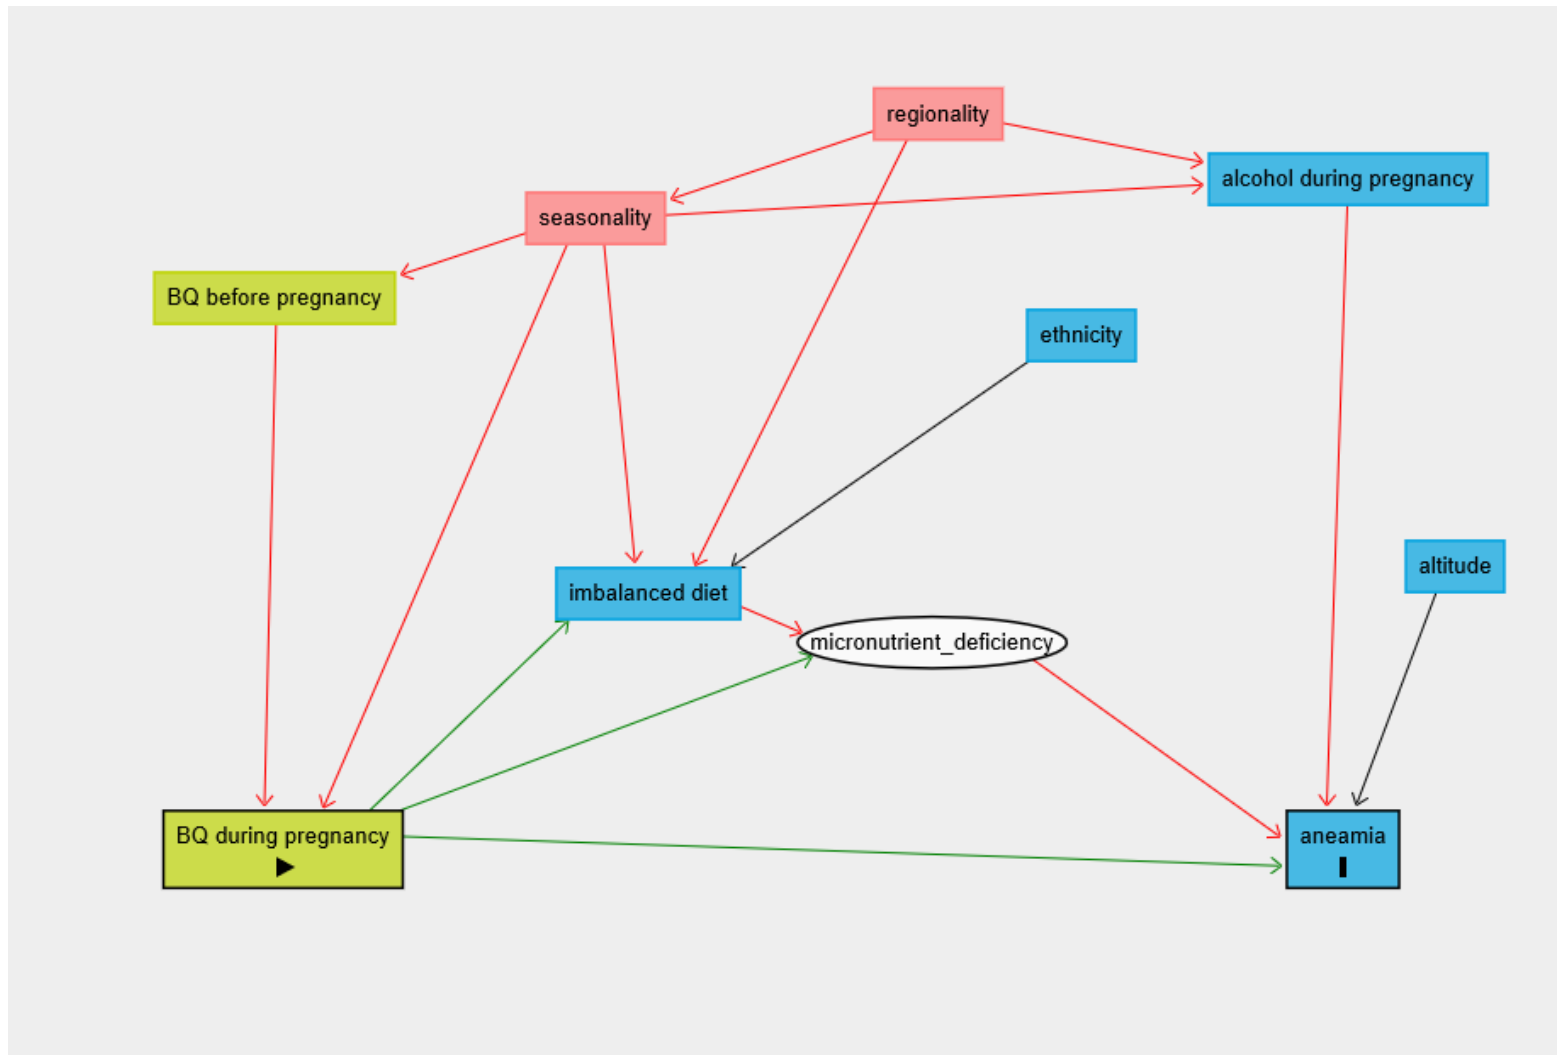 regionality
alcohol during pregnancy
seasonality
BQ before pregnancy
ethnicity
altitude
imbalanced diet
micronutrient_deficiency
BQ during pregnancy
aneamia